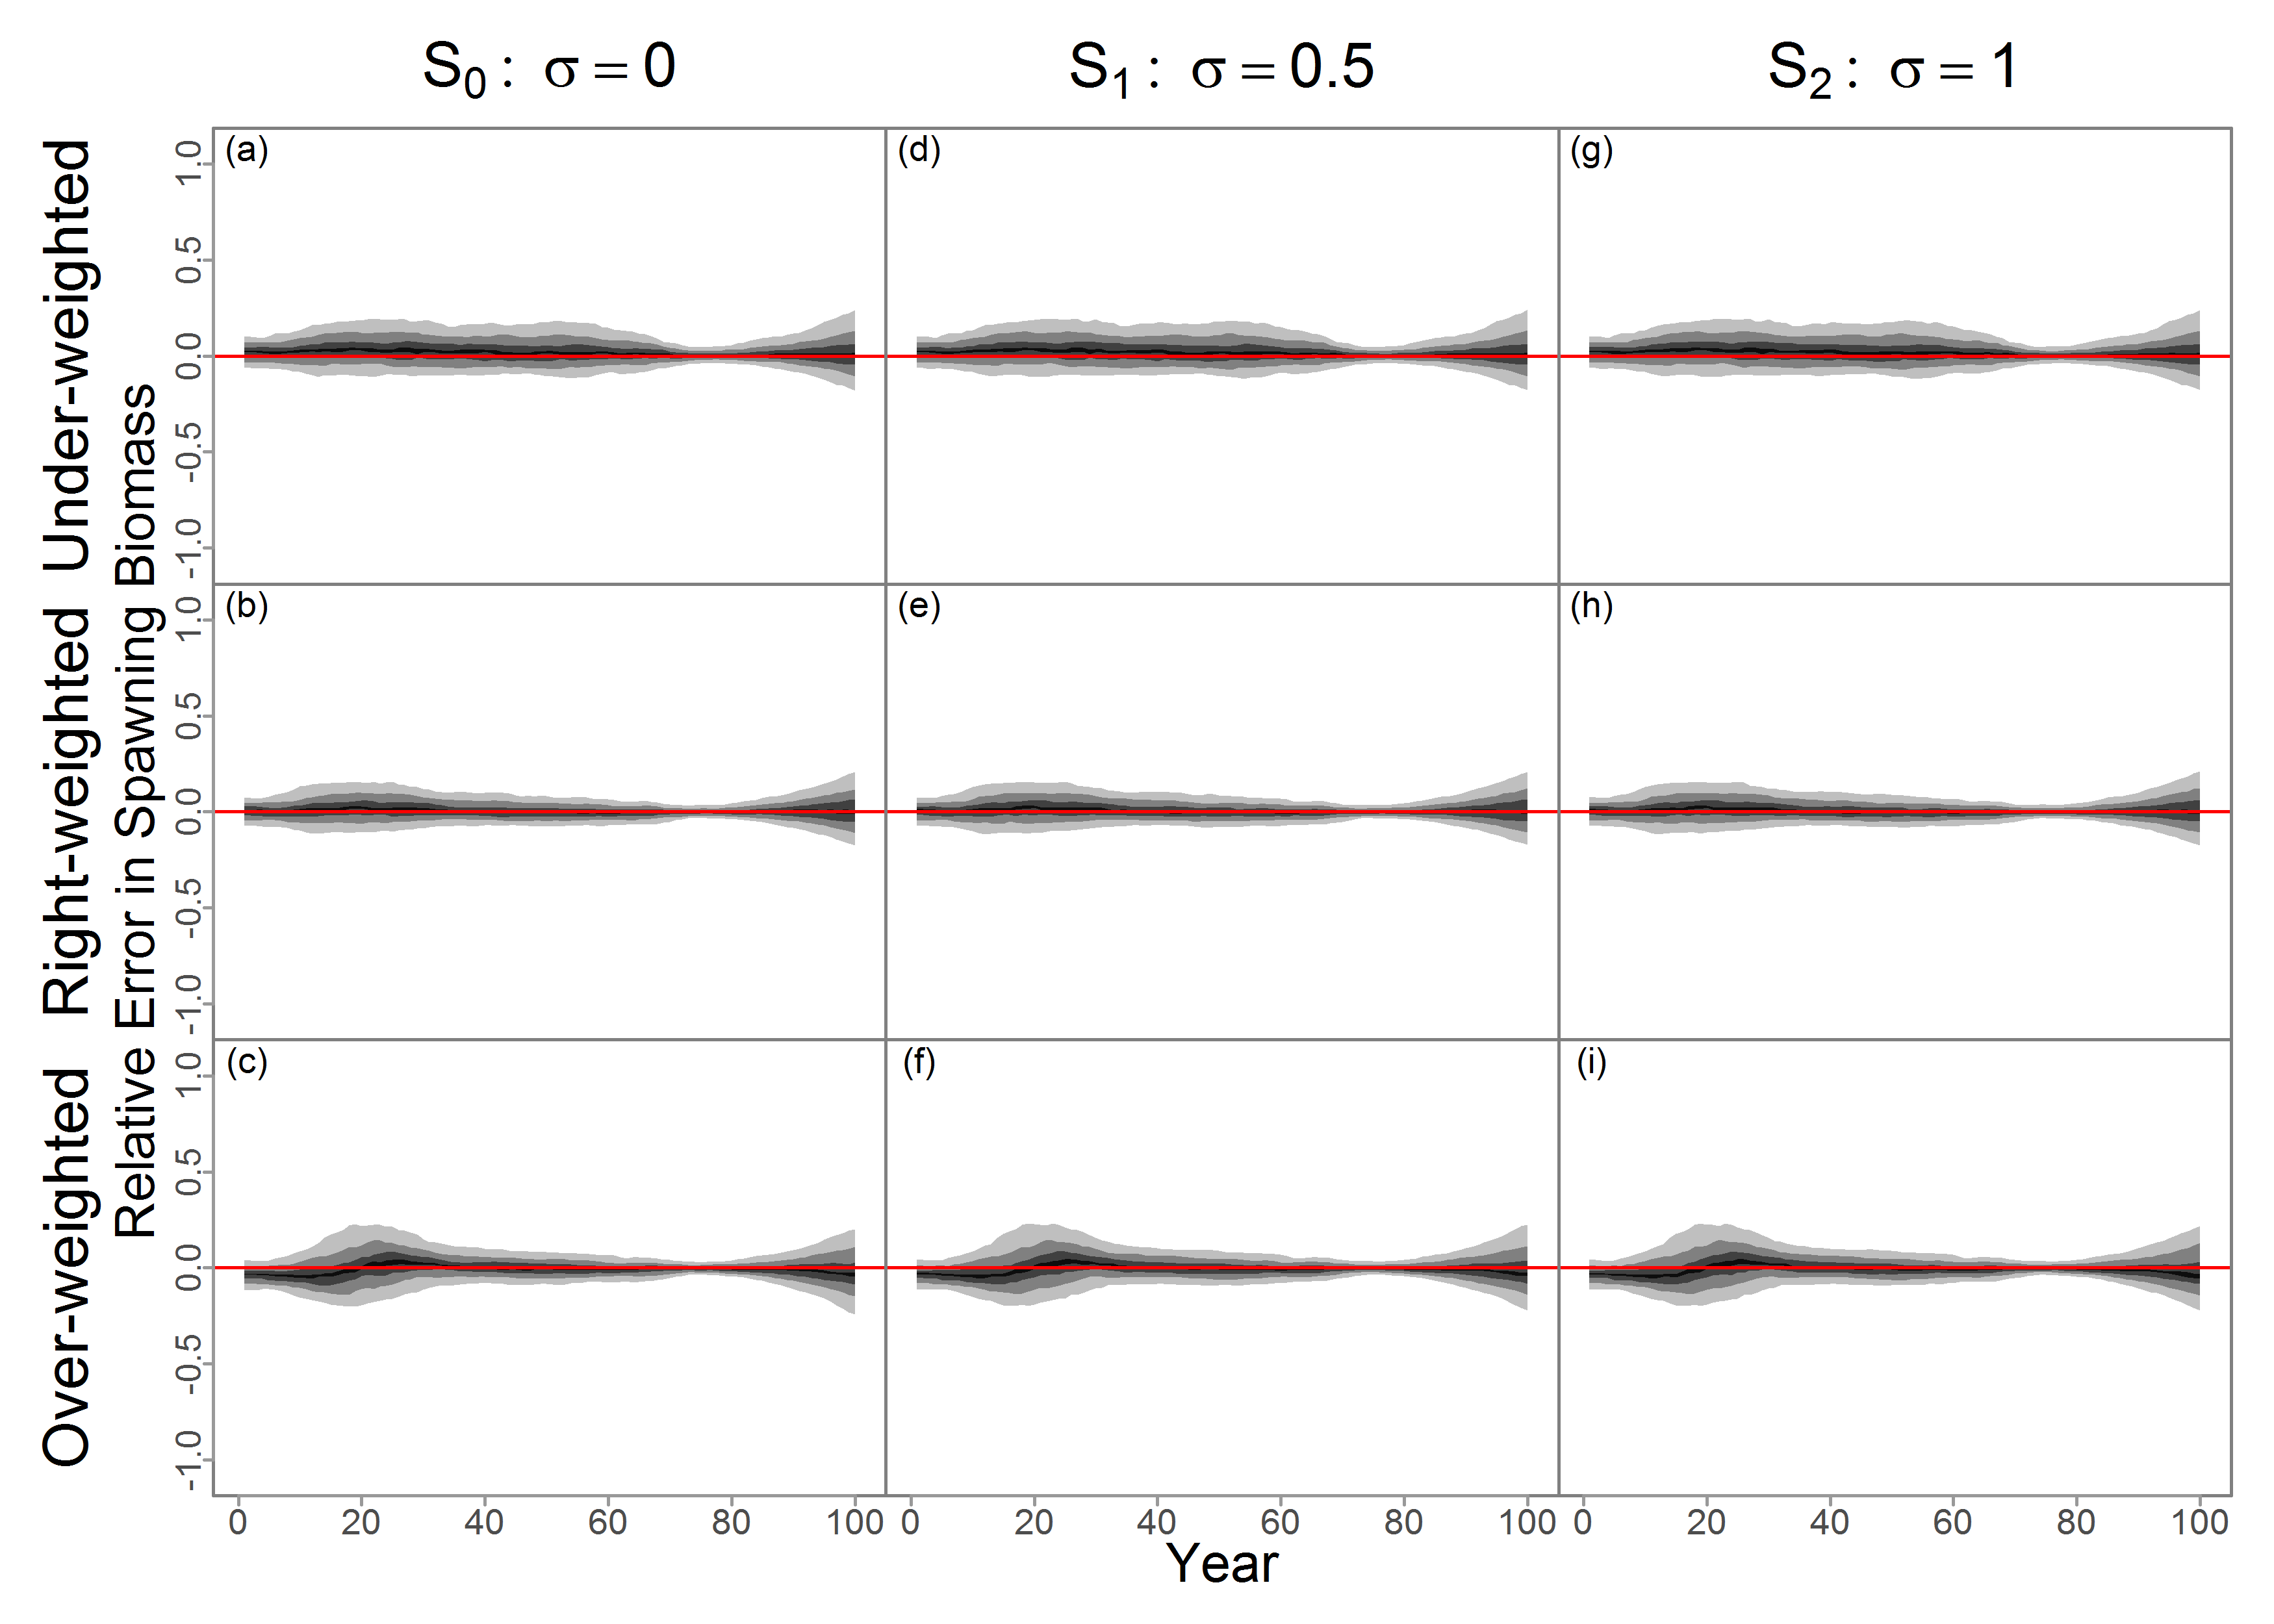 S₀ : σ = 0
S₁ : σ = 0.5
S₂ : σ = 1
Under-weighted
Right-weighted
Over-weighted
Relative Error in Spawning Biomass
(a)
(d)
(g)
1.0
0.5
0.0
-0.5
-1.0
(b)
(e)
(h)
1.0
0.5
0.0
-0.5
-1.0
(c)
(f)
(i)
1.0
0.5
0.0
-0.5
-1.0
0 20 40 60 80 100
0 20 40 60 80 100
0 20 40 60 80 100
Year